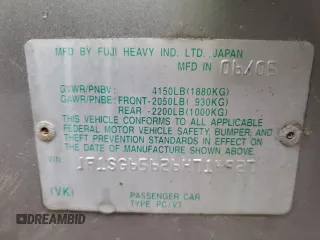 MFD BY FUJI HEAVY IND. LTD. JAPAN
MFD IN 06/05
GVWR/PNBV : 4150LB(1880KG)
GAWR/PNBE: FRONT-2050LB( 930KG)
REAR -2200LB(1000KG)
THIS VEHICLE CONFORMS TO ALL APPLICABLE
FEDERAL MOTOR VEHICLE SAFETY, BUMPER, AND
THEFT PREVENTION STANDARDS IN EFFECT ON THE
DATE OF MANUFACTURE SHOWN ABOVE.
VIN
PASSENGER CAR
(VK) TYPE PC/VT
DREAMBID